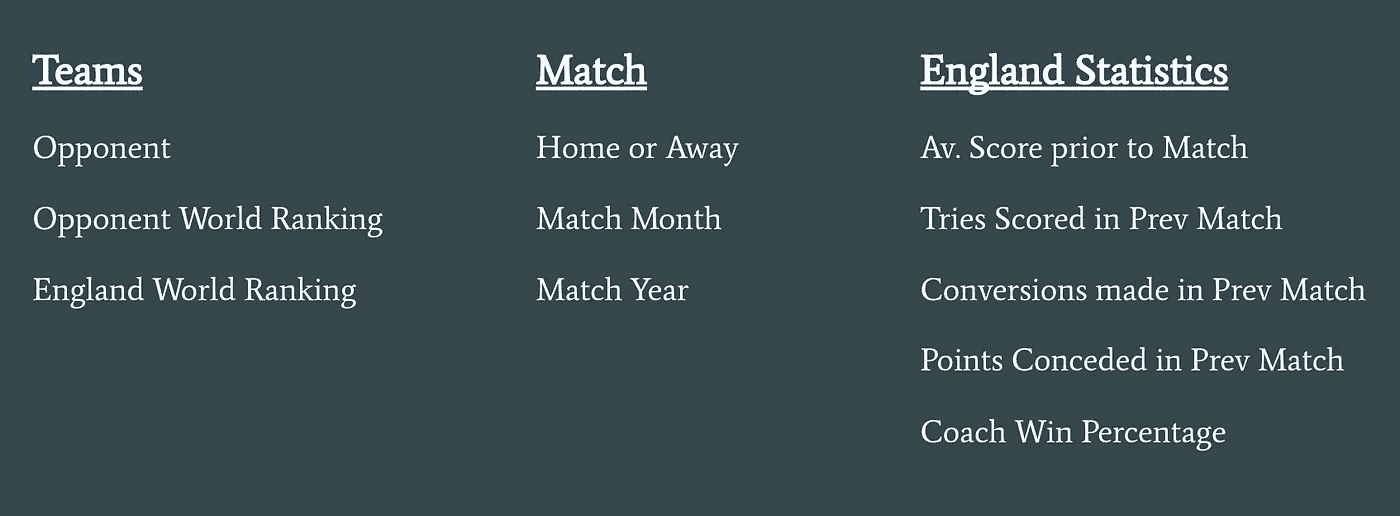 Teams
Opponent
Opponent World Ranking
England World Ranking
Match
Home or Away
Match Month
Match Year
England Statistics
Av. Score prior to Match
Tries Scored in Prev Match
Conversions made in Prev Match
Points Conceded in Prev Match
Coach Win Percentage